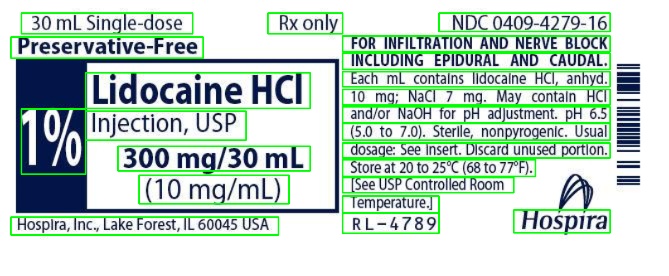 30 mL Single-dose
Rx only
NDC 0409-4279-16
Preservative-Free
1%
Lidocaine HCl
Injection, USP
300 mg/30 mL
(10 mg/mL)
Hospira, Inc., Lake Forest, IL 60045 USA
FOR INFILTRATION AND NERVE BLOCK
INCLUDING EPIDURAL AND CAUDAL.
Each mL contains lidocaine HCl, anhyd.
10 mg; NaCl 7 mg. May contain HCl
and/or NaOH for pH adjustment. pH 6.5
(5.0 to 7.0). Sterile, nonpyrogenic. Usual
dosage: See Insert. Discard unused portion.
Store at 20 to 25°C (68 to 77°F).
[See USP Controlled Room
Temperature.]
RL-4789
Hospira